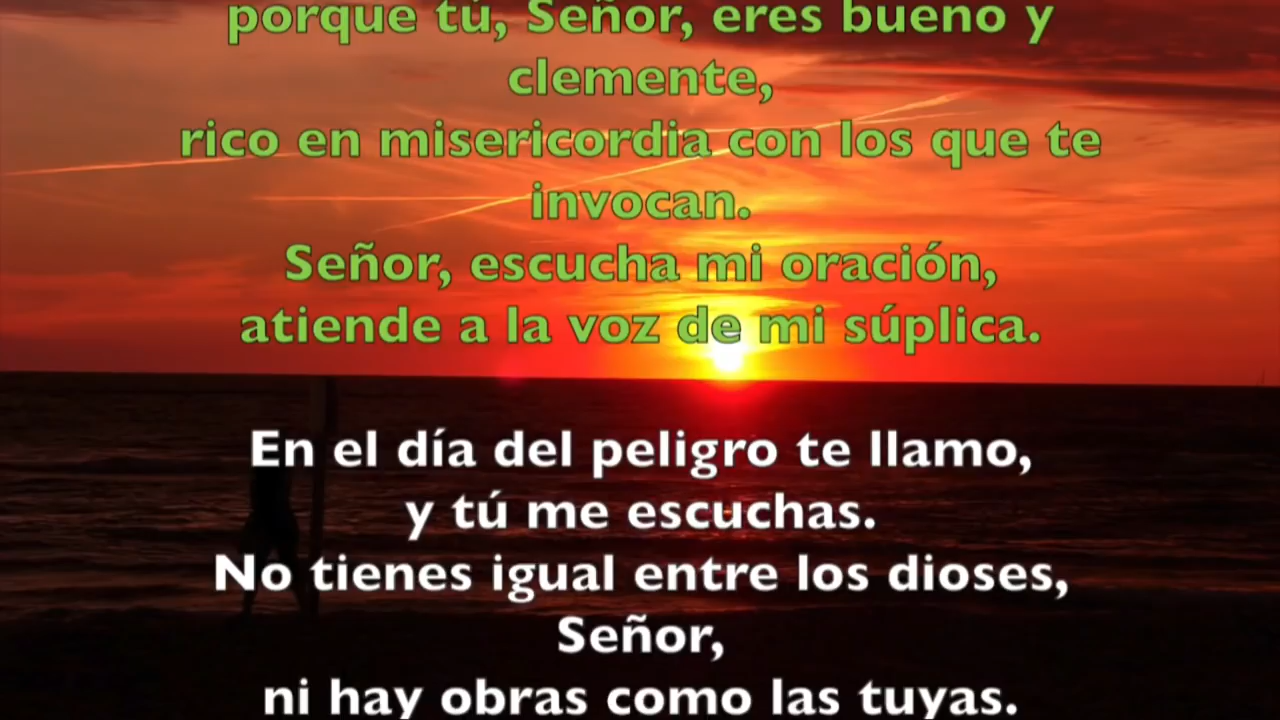 porque tú, Señor, eres bueno y
clemente,
rico en misericordia con los que te
invocan.
Señor, escucha mi oración,
atiende a la voz de mi súplica.
En el día del peligro te llamo,
y tú me escuchas.
No tienes igual entre los dioses,
Señor,
ni hay obras como las tuyas.